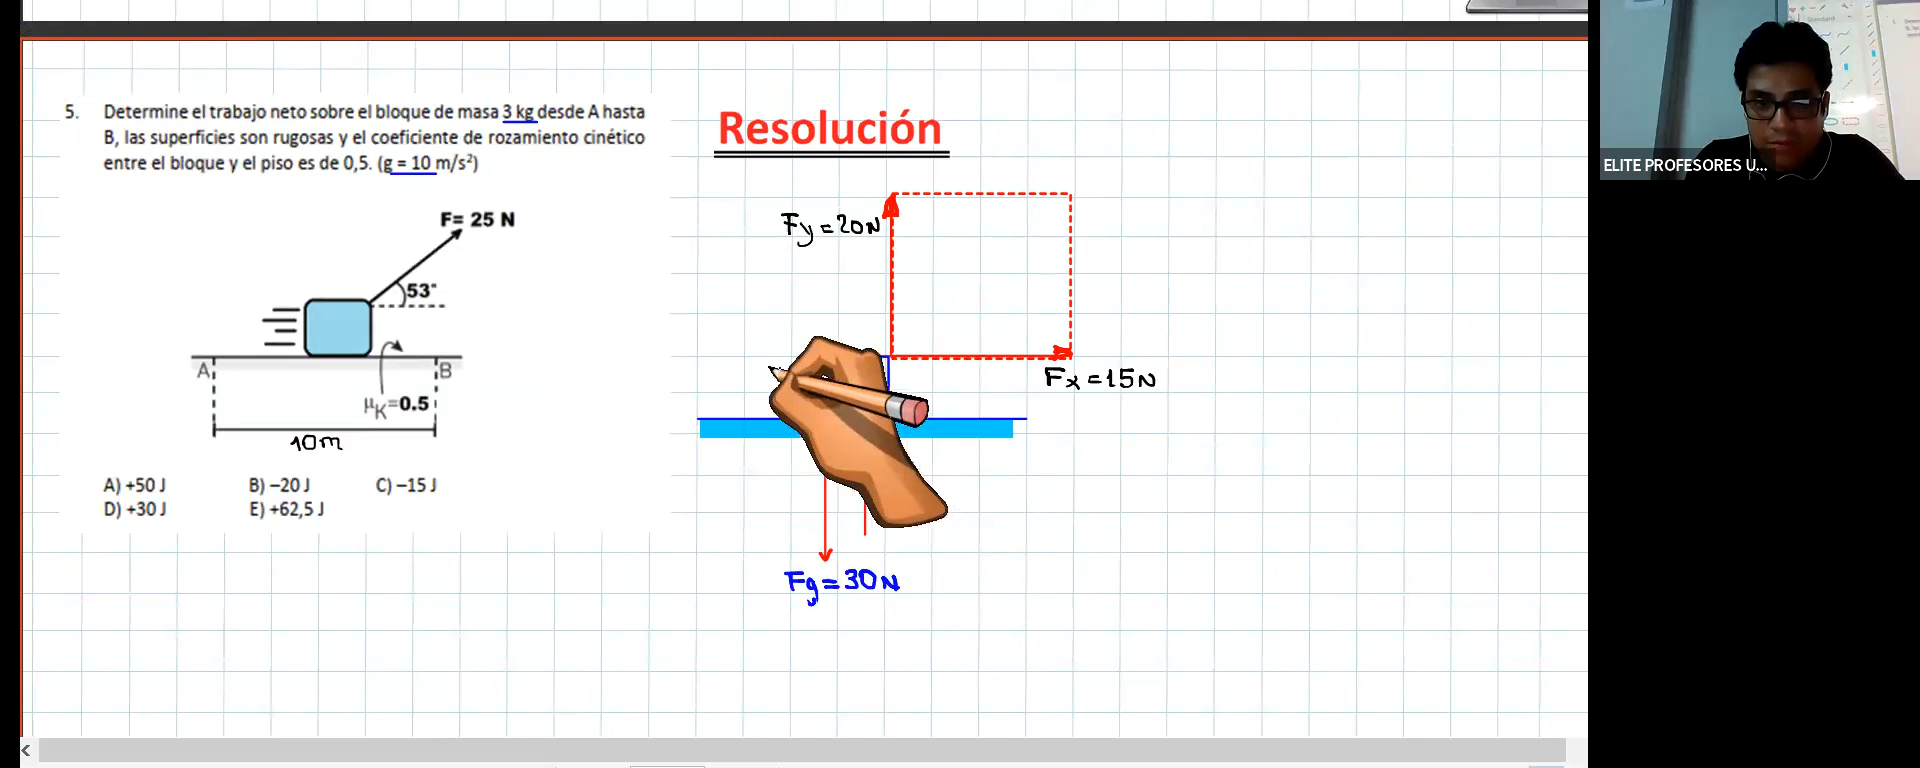 5. Determine el trabajo neto sobre el bloque de masa 3 kg desde A hasta
B, las superficies son rugosas y el coeficiente de rozamiento cinético
entre el bloque y el piso es de 0,5. (g = 10 m/s²)
F= 25 N
53°
A
B
μK=0.5
10m
A) +50 J B) –20 J C) –15 J
D) +30 J E) +62,5 J
Resolución
Fy=20N
Fx=15N
Fg=30N
ELITE PROFESORES U...